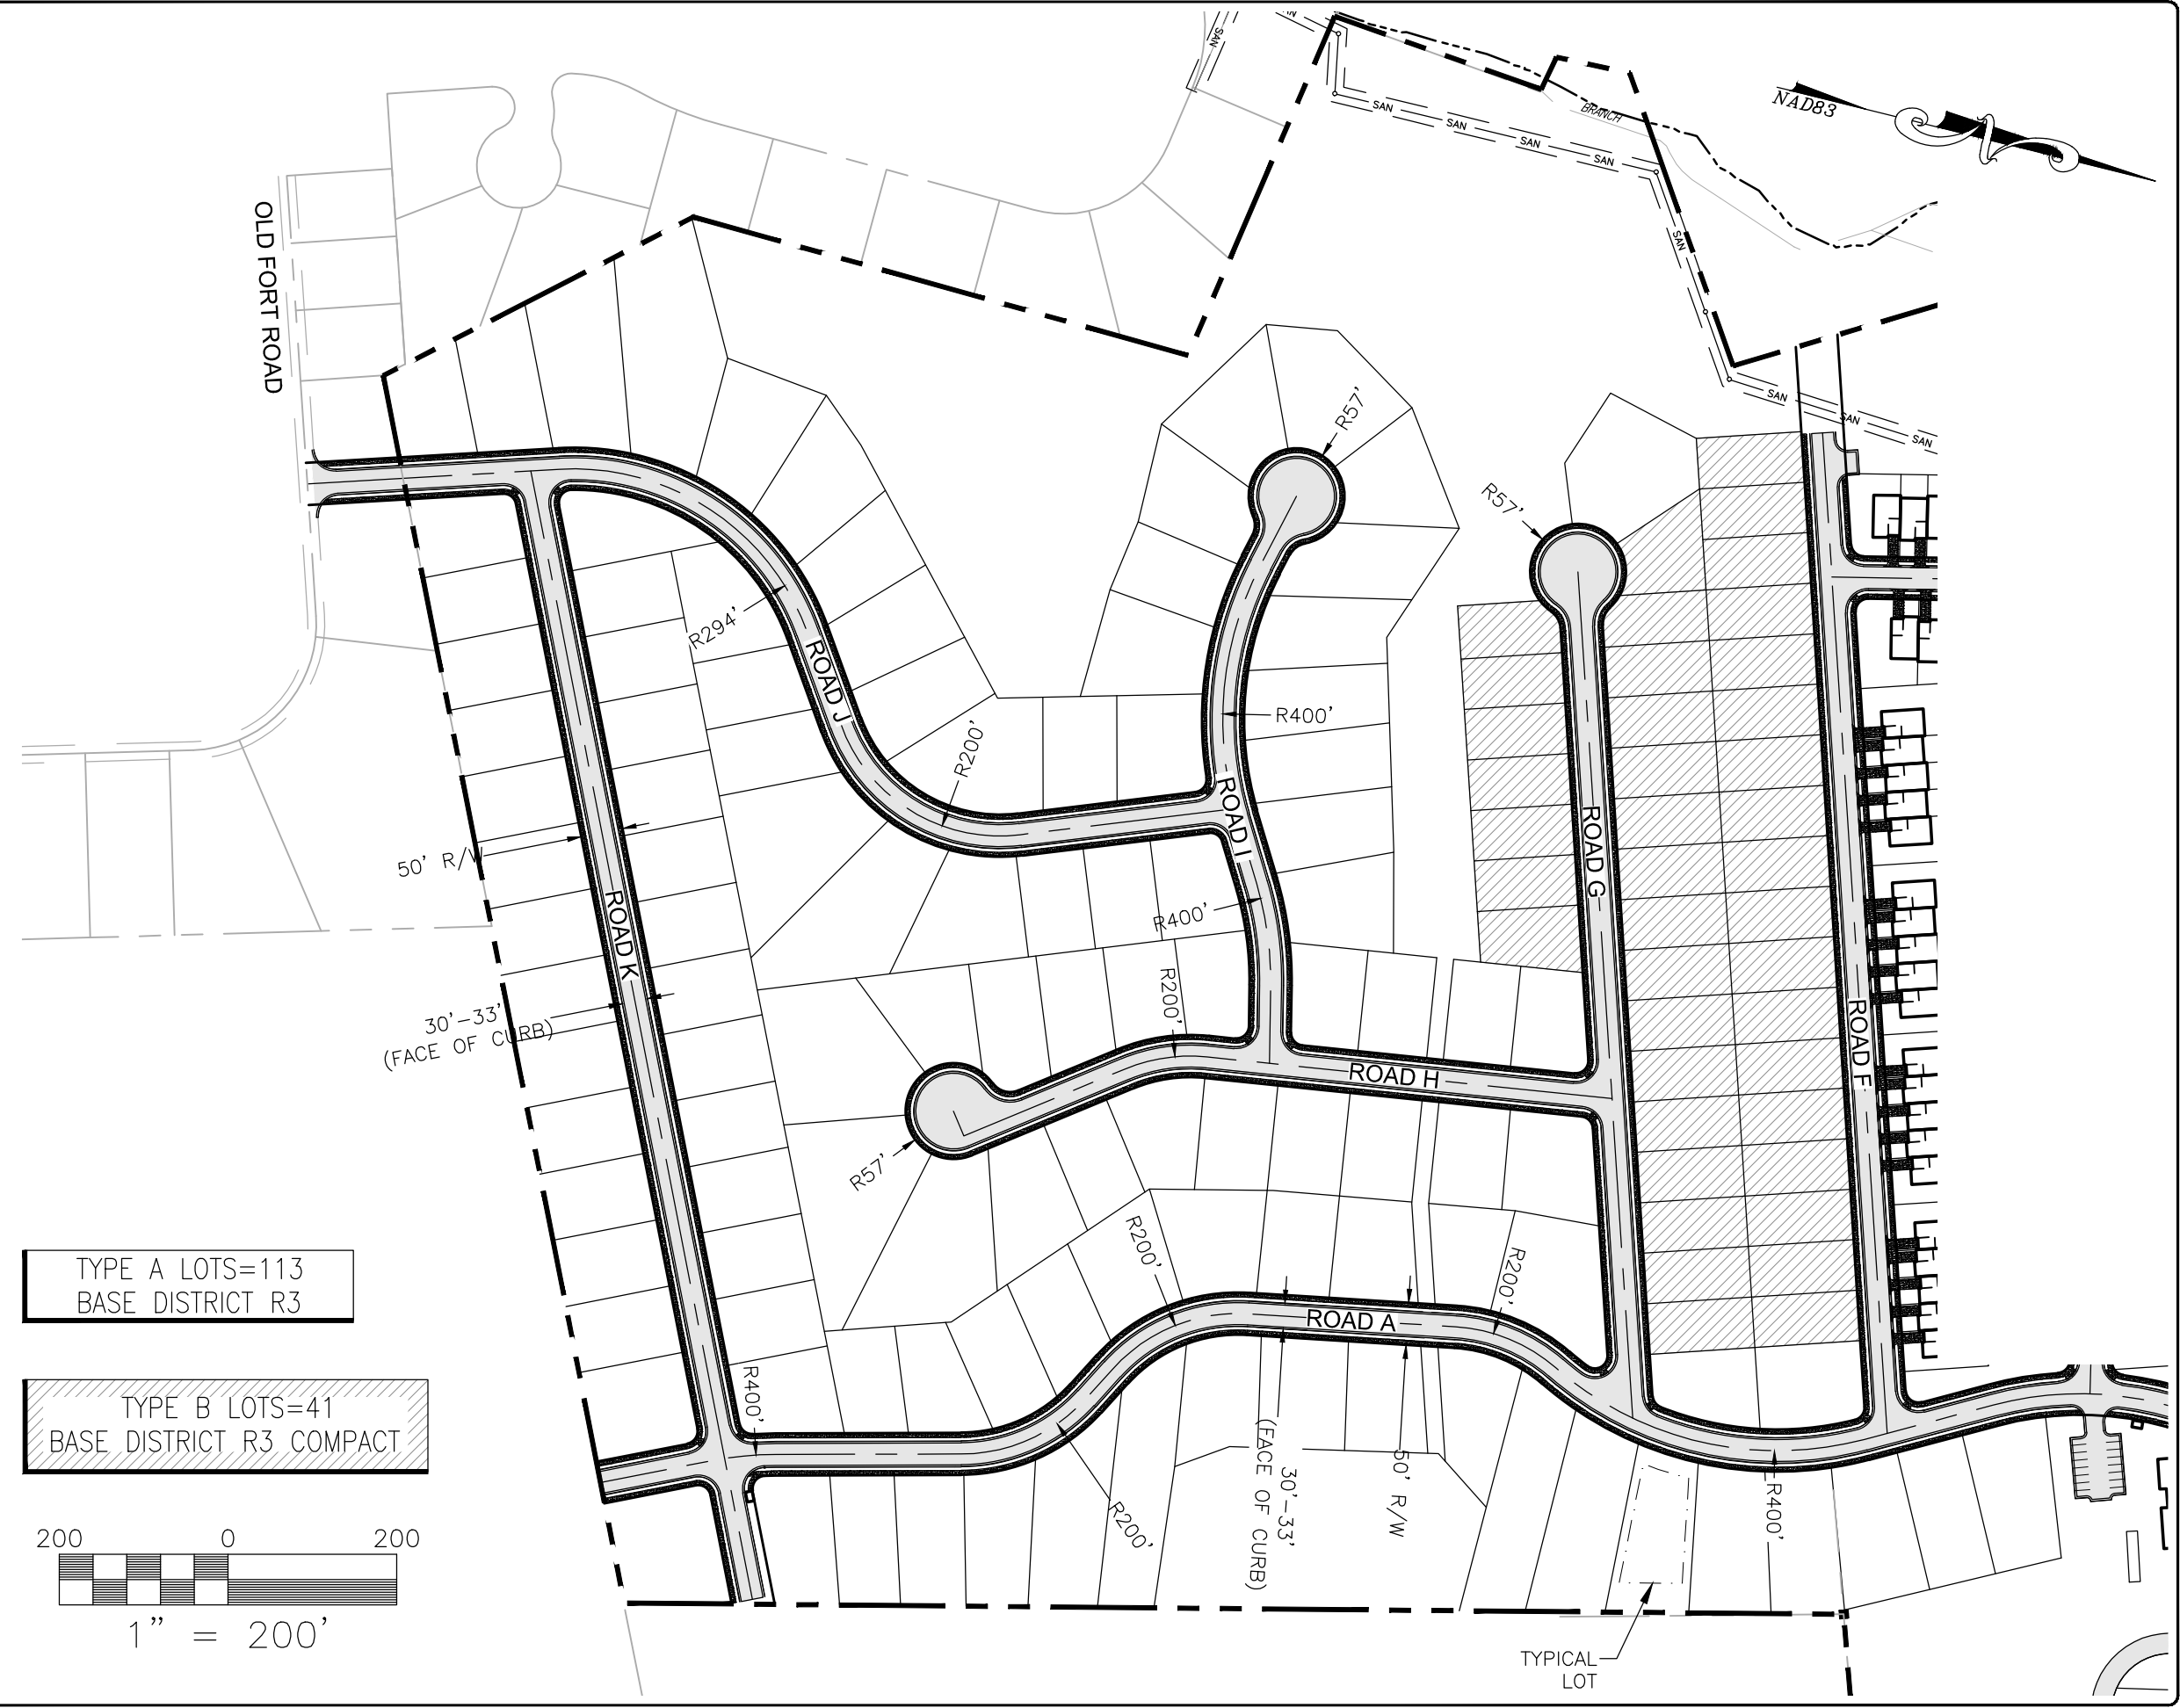 SAN
SAN
SAN
SAN
SAN
SAN
BRANCH
NAD83
N
SAN
SAN
SAN
SAN
OLD FORT ROAD
R57'
R57'
R294'
ROAD J
R200'
R400'
ROAD I
ROAD G
50' R/W
ROAD K
R400'
R200'
30'-33'
(FACE OF CURB)
ROAD F
ROAD H
R57'
R200'
R200'
ROAD A
TYPE A LOTS=113
BASE DISTRICT R3
R400'
TYPE B LOTS=41
BASE DISTRICT R3 COMPACT
R200'
30'-33'
(FACE OF CURB)
50' R/W
R400'
200 0 200
1" = 200'
TYPICAL
LOT